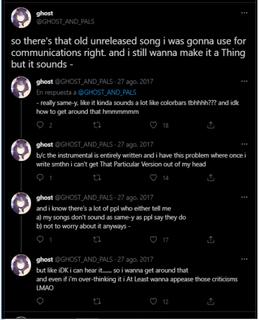 ghost
@GHOST_AND_PALS
so there's that old unreleased song i was gonna use for
communications right. and i still wanna make it a Thing
but it sounds -
ghost @GHOST_AND_PALS · 27 ago. 2017
En respuesta a @GHOST_AND_PALS
- really same-y, like it kinda sounds a lot like colorbars tbhhhh??? and idk
how to get around that hmmmmmm
2 18
ghost @GHOST_AND_PALS · 27 ago. 2017
b/c the instrumental is entirely written and i have this problem where once i
write smthn i can't get That Particular Version out of my head
1 14
ghost @GHOST_AND_PALS · 27 ago. 2017
and i know there's a lot of ppl who either tell me
a) my songs don't sound as same-y as ppl say they do
b) not to worry about it anyways -
1 17
ghost @GHOST_AND_PALS · 27 ago. 2017
but like iDK i can hear it....... so i wanna get around that
and even if i'm over-thinking it i At Least wanna appease those criticisms
LMAO
12